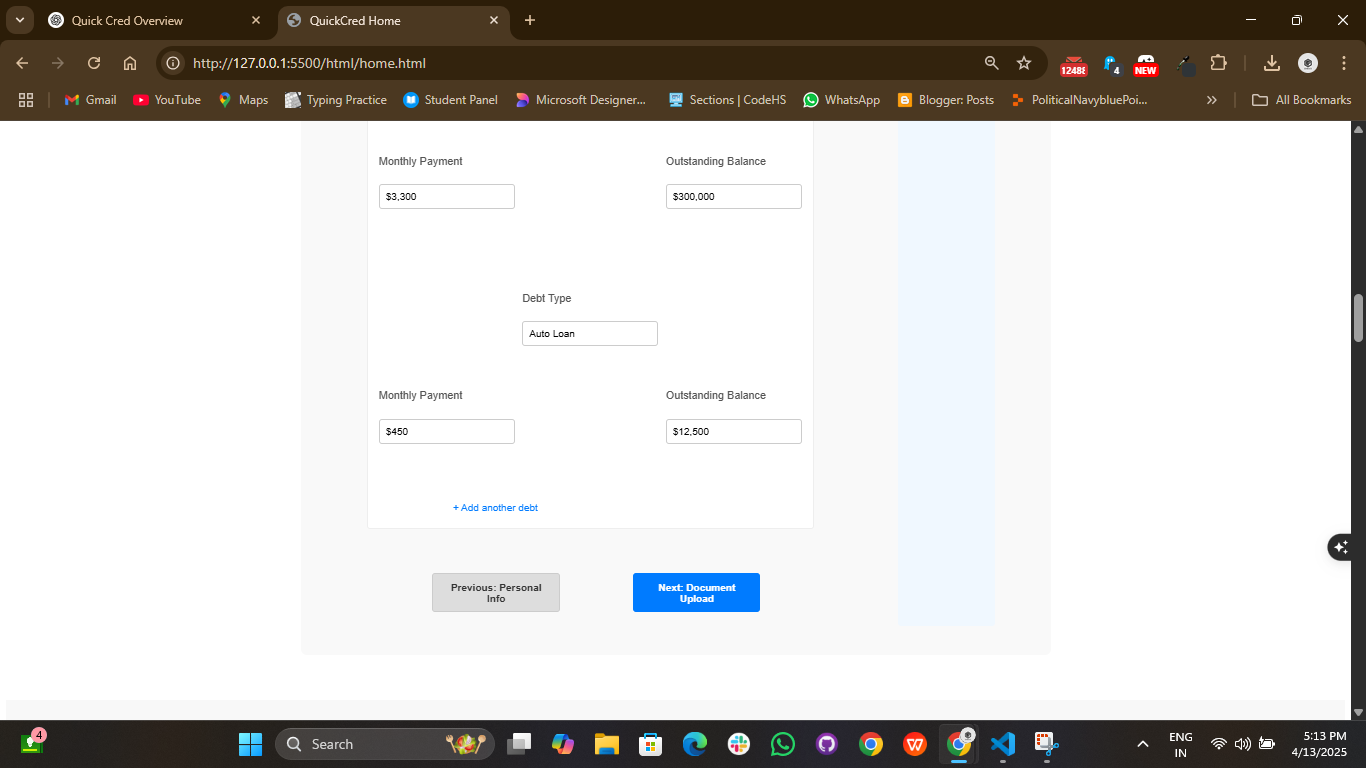 Quick Cred Overview
QuickCred Home
http://127.0.0.1:5500/html/home.html
4
NEW
Gmail
YouTube
Maps
Typing Practice
Student Panel
Microsoft Designer...
Sections | CodeHS
WhatsApp
Blogger: Posts
PoliticalNavybluePoi...
All Bookmarks
Monthly Payment
Outstanding Balance
$3,300
$300,000
Debt Type
Auto Loan
Monthly Payment
Outstanding Balance
$450
$12,500
+ Add another debt
Previous: Personal
Info
Next: Document
Upload
4
Search
ENG
IN
5:13 PM
4/13/2025